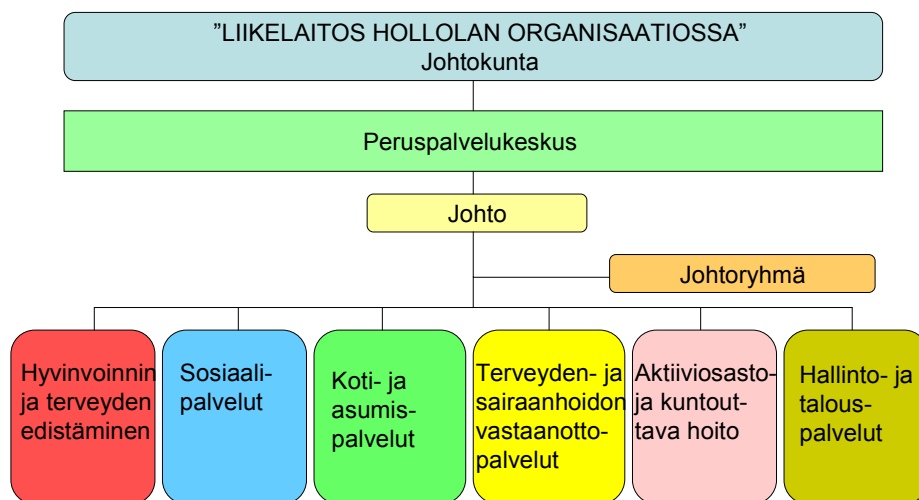 ”LIIKELAITOS HOLLOLAN ORGANISAATIOSSA”
Johtokunta
Peruspalvelukeskus
Johto
Johtoryhmä
Hyvinvoinnin
ja terveyden
edistäminen
Sosiaali-
palvelut
Koti- ja
asumis-
palvelut
Terveyden- ja
sairaanhoidon
vastaanotto-
palvelut
Aktiiviosasto-
ja kuntout-
tava hoito
Hallinto- ja
talous-
palvelut